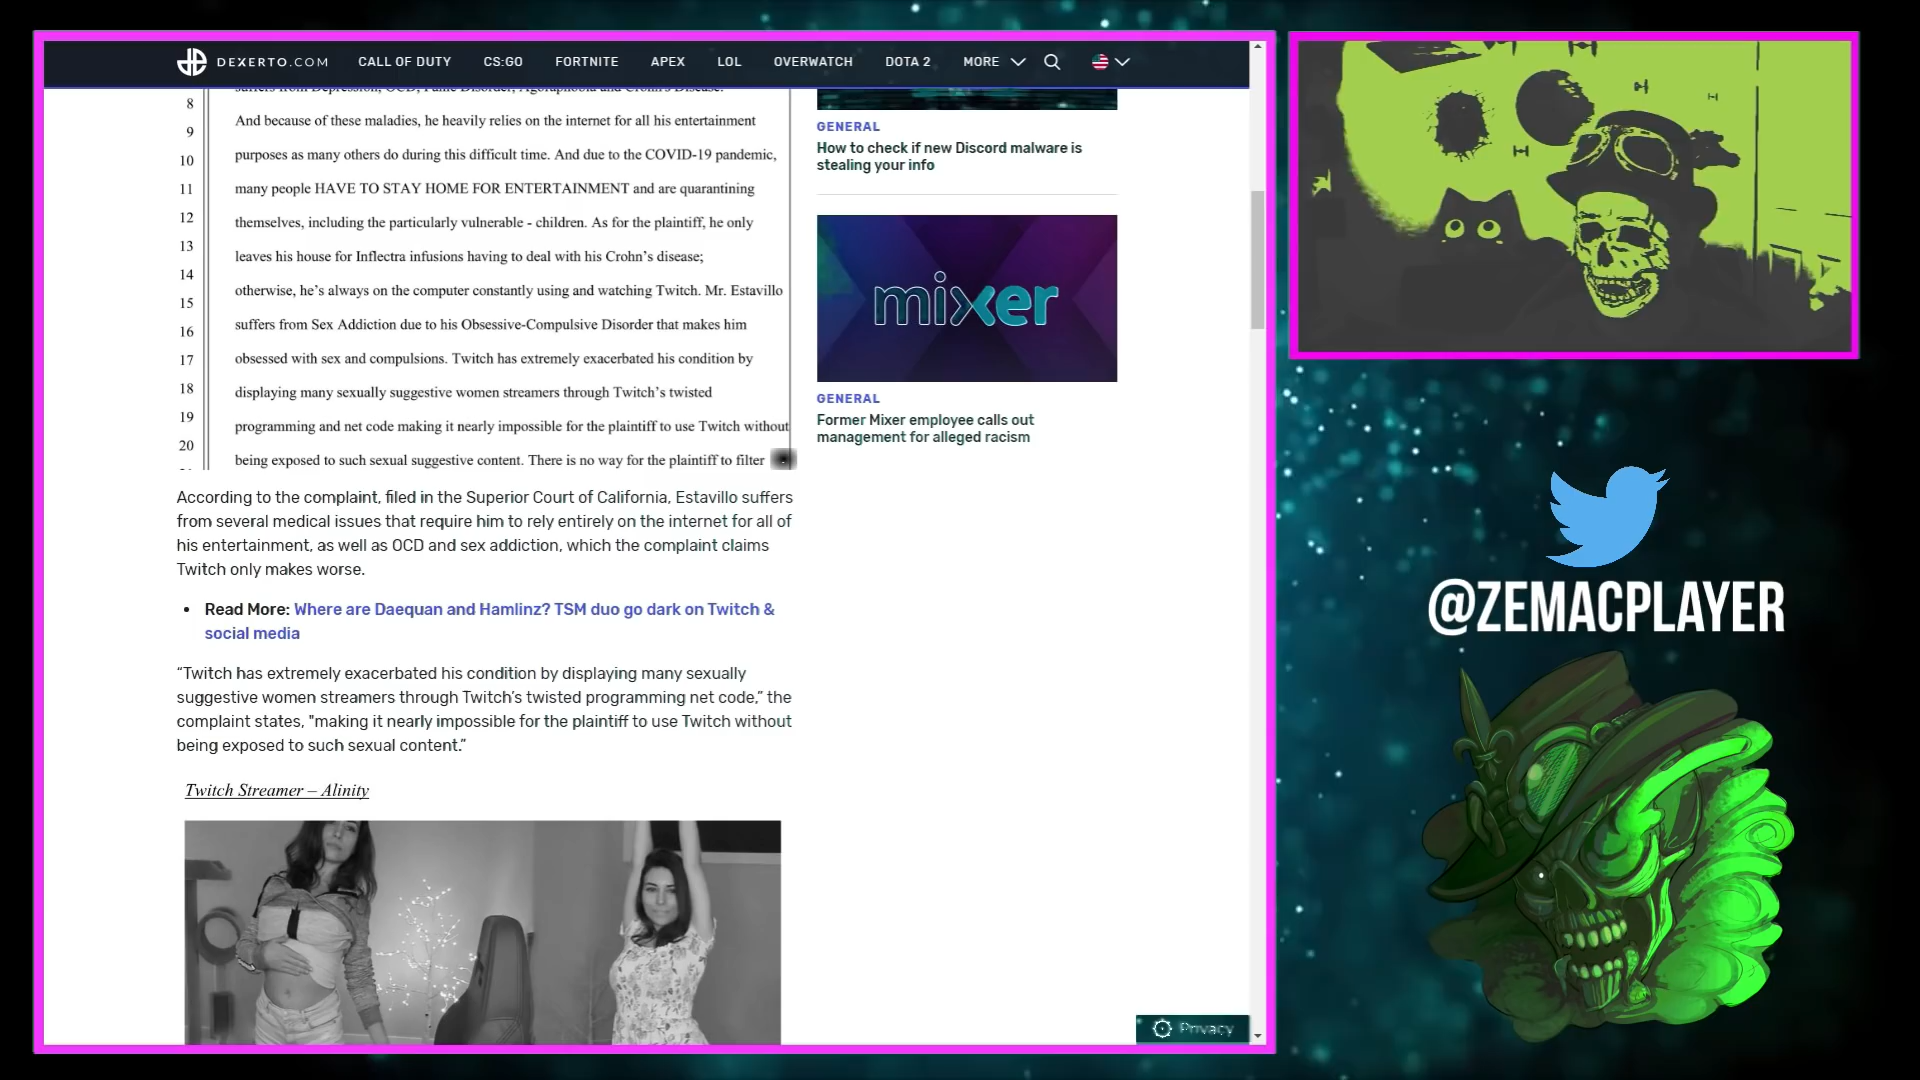 DEXERTO.COM
CALL OF DUTY
CS:GO
FORTNITE
APEX
LOL
OVERWATCH
DOTA 2
MORE
suffers from Depression, OCD, Panic Disorder, Agoraphobia and Crohn's Disease.
8
And because of these maladies, he heavily relies on the internet for all his entertainment
9
purposes as many others do during this difficult time. And due to the COVID-19 pandemic,
10
many people HAVE TO STAY HOME FOR ENTERTAINMENT and are quarantining
11
themselves, including the particularly vulnerable - children. As for the plaintiff, he only
12
leaves his house for Inflectra infusions having to deal with his Crohn's disease;
13
otherwise, he's always on the computer constantly using and watching Twitch. Mr. Estavillo
14
15
suffers from Sex Addiction due to his Obsessive-Compulsive Disorder that makes him
16
obsessed with sex and compulsions. Twitch has extremely exacerbated his condition by
17
displaying many sexually suggestive women streamers through Twitch's twisted
18
programming and net code making it nearly impossible for the plaintiff to use Twitch without
19
being exposed to such sexual suggestive content. There is no way for the plaintiff to filter
20
According to the complaint, filed in the Superior Court of California, Estavillo suffers
from several medical issues that require him to rely entirely on the internet for all of
his entertainment, as well as OCD and sex addiction, which the complaint claims
Twitch only makes worse.
• Read More: Where are Daequan and Hamlinz? TSM duo go dark on Twitch &
social media
“Twitch has extremely exacerbated his condition by displaying many sexually
suggestive women streamers through Twitch’s twisted programming net code,” the
complaint states, "making it nearly impossible for the plaintiff to use Twitch without
being exposed to such sexual content.”
Twitch Streamer – Alinity
GENERAL
How to check if new Discord malware is
stealing your info
mixer
GENERAL
Former Mixer employee calls out
management for alleged racism
Privacy
@ZEMACPLAYER